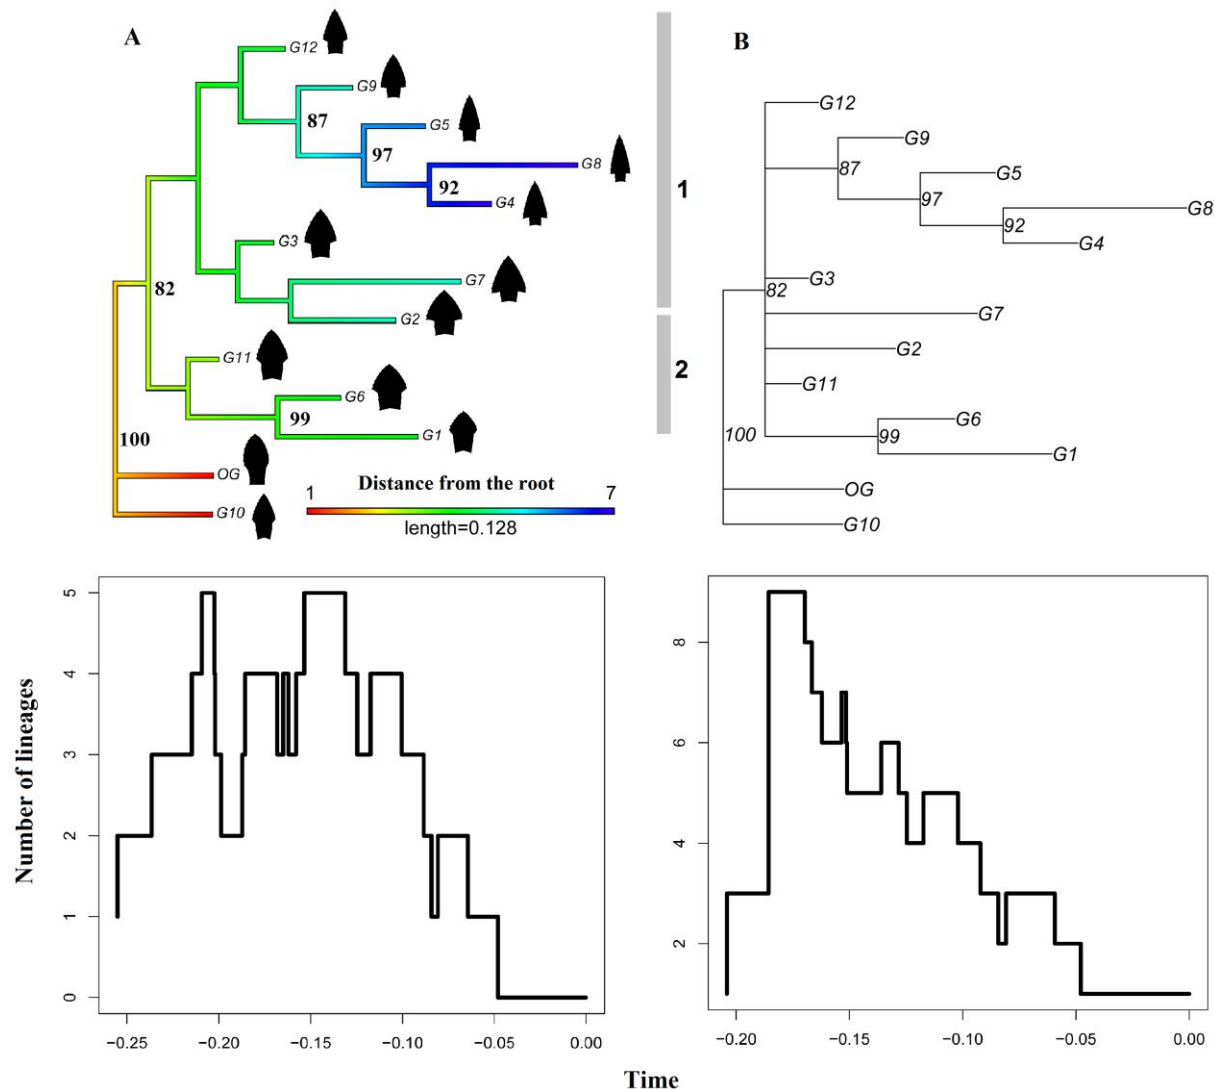 A
G12
G9
87
G5
97
G8
92
G4
G3
G7
82
G2
G11
G6
99
G1
100
OG
G10
Distance from the root
1 7
length=0.128
1
2
B
G12
G9
87
G5
97
G8
92
G4
G3
82
G7
G2
G11
G6
99
100
G1
OG
G10
Number of lineages
5
4
3
2
1
0
−0.25 −0.20 −0.15 −0.10 −0.05 0.00
8
6
4
2
−0.20 −0.15 −0.10 −0.05 0.00
Time